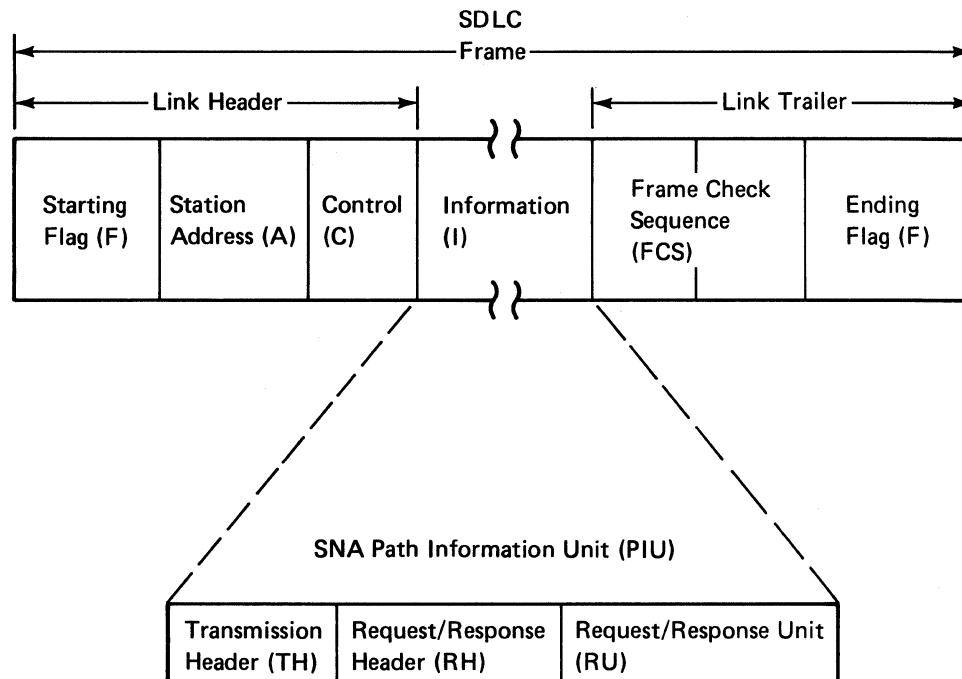 SDLC
Frame
Link Header
Link Trailer
Starting
Flag (F)
Station
Address (A)
Control
(C)
Information
(I)
Frame Check
Sequence
(FCS)
Ending
Flag (F)
SNA Path Information Unit (PIU)
Transmission
Header (TH)
Request/Response
Header (RH)
Request/Response Unit
(RU)